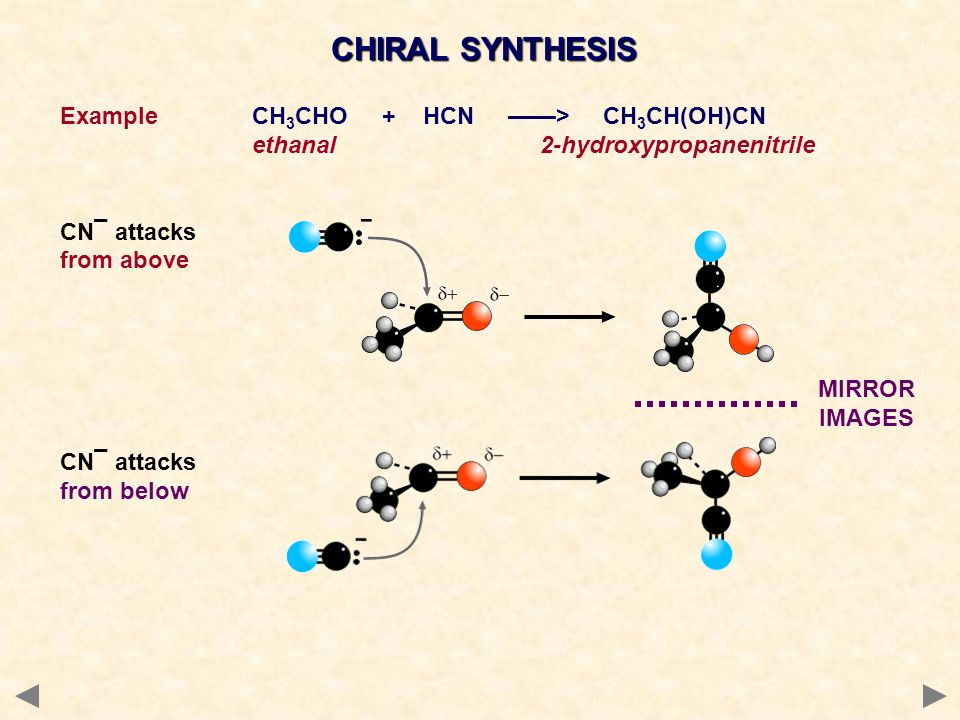 CHIRAL SYNTHESIS
Example CH₃CHO + HCN ——> CH₃CH(OH)CN
ethanal 2-hydroxypropanenitrile
CN¯ attacks
from above
–
δ+ δ–
MIRROR
IMAGES
CN¯ attacks
from below
δ+ δ–
–